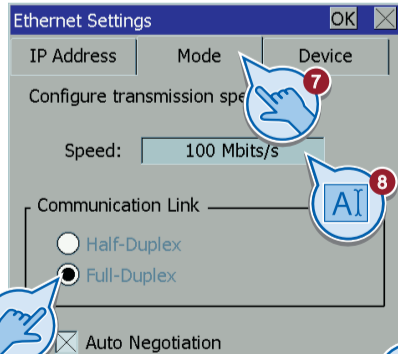 Ethernet Settings OK
IP Address Mode Device
7
Configure transmission
Speed: 100 Mbits/s
8
AI
Communication Link
Half-Duplex
Full-Duplex
Auto Negotiation